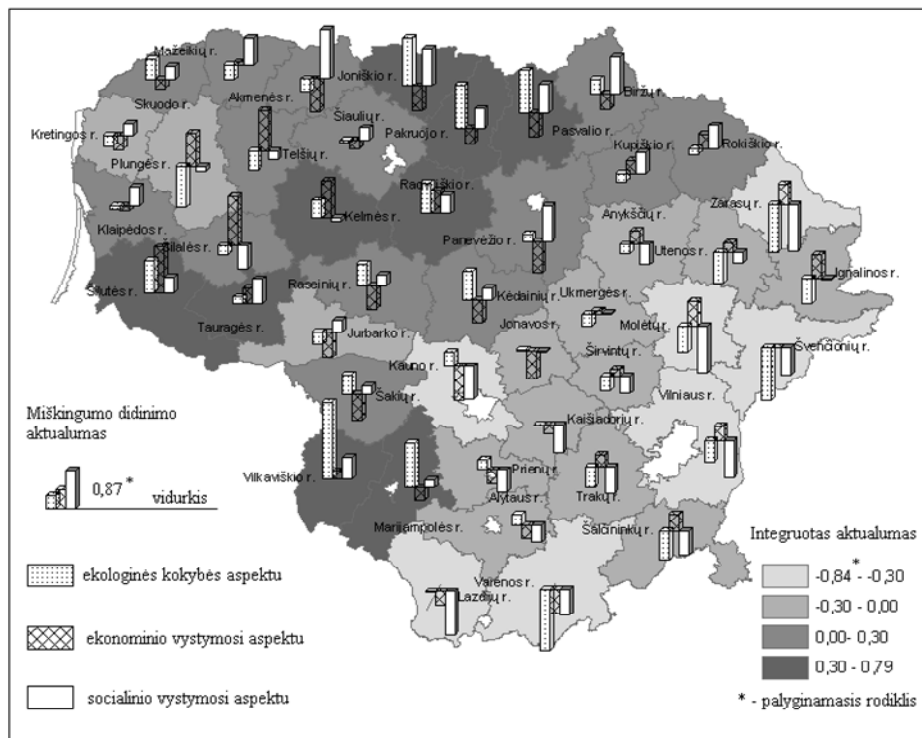 Mažeikių r.
Skuodo r.
Akmenės r.
Joniškio r.
Biržų r.
Kretingos r.
Šiaulių r.
Pakruojo r.
Pasvalio r.
Plungės r.
Telšių r.
Kupiškio r.
Rokiškio r.
Radviliškio r.
Klaipėdos r.
Kelmės r.
Anykščių r.
Zarasų r.
Šilalės r.
Panevėžio r.
Utenos r.
Ignalinos r.
Šilutės r.
Raseinių r.
Kėdainių r.
Ukmergės r.
Tauragės r.
Jurbarko r.
Jonavos r.
Molėtų r.
Širvintų r.
Švenčionių r.
Kauno r.
Šakių r.
Vilniaus r.
Miškingumo didinimo
aktualumas
Kaišiadorių r.
0,87 *
vidurkis
Vilkaviškio r.
Prienų r.
Alytaus r.
Trakų r.
Marijampolės r.
Šalčininkų r.
Integruotas aktualumas
ekologinės kokybės aspektu
-0,84 * - -0,30
Varėnos r.
Lazdijų r.
-0,30 - 0,00
ekonominio vystymosi aspektu
0,00- 0,30
0,30 - 0,79
socialinio vystymosi aspektu
* - palyginamasis rodiklis